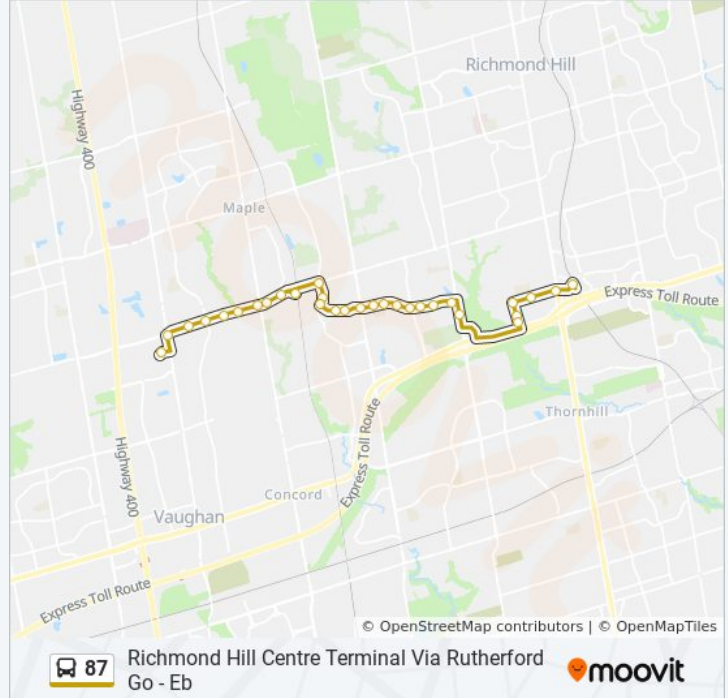 Richmond Hill
Highway 400
Maple
Express Toll Route
Thornhill
Express Toll Route
Highway 400
Concord
Vaughan
Express Toll Route
© OpenStreetMap contributors | © OpenMapTiles
87
Richmond Hill Centre Terminal Via Rutherford
Go - Eb
moovit